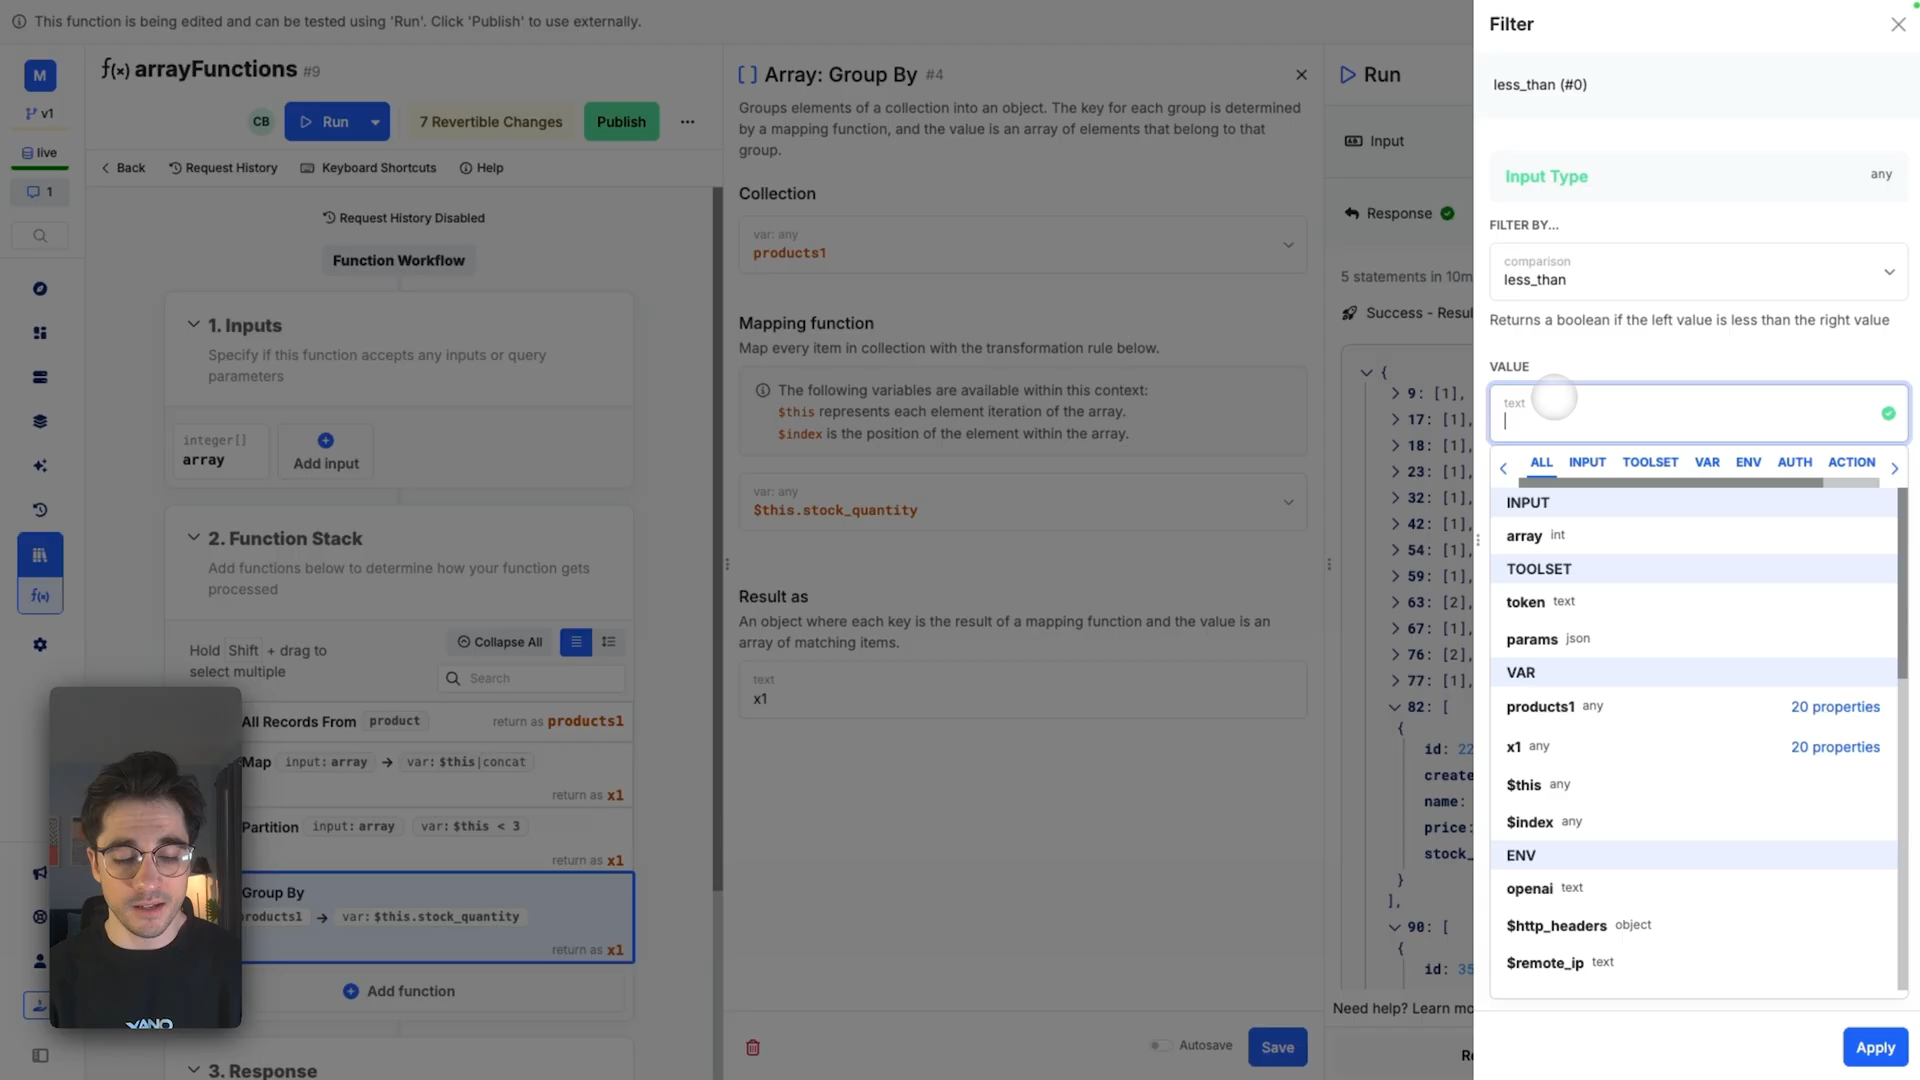 This function is being edited and can be tested using 'Run'. Click 'Publish' to use externally.
M
v1
live
1
f(x) arrayFunctions #9
CB
Run
7 Revertible Changes
Publish
Back
Request History
Keyboard Shortcuts
Help
Request History Disabled
Function Workflow
1. Inputs
Specify if this function accepts any inputs or query
parameters
integer[]
array
Add input
2. Function Stack
Add functions below to determine how your function gets
processed
Hold Shift + drag to
select multiple
Collapse All
Search
All Records From product return as products1
Map input: array → var: $this|concat
return as x1
Partition input: array var: $this < 3
return as x1
Group By
products1 → var: $this.stock_quantity
return as x1
Add function
3. Response
f(x)
XANO
[ ] Array: Group By #4
Groups elements of a collection into an object. The key for each group is determined
by a mapping function, and the value is an array of elements that belong to that
group.
Collection
var: any
products1
Mapping function
Map every item in collection with the transformation rule below.
The following variables are available within this context:
$this represents each element iteration of the array.
$index is the position of the element within the array.
var: any
$this.stock_quantity
Result as
An object where each key is the result of a mapping function and the value is an
array of matching items.
text
x1
Autosave
Save
Run
Input
Response
5 statements in 10m
Success - Resul
{
9: [1],
17: [1],
18: [1],
23: [1],
32: [1],
42: [1],
54: [1],
59: [1],
63: [2],
67: [1],
76: [2],
77: [1],
82: [
{
id: 22
create
name:
price:
stock_
}
],
90: [
{
id: 35
Need help? Learn mo
Re
Filter
less_than (#0)
Input Type
any
FILTER BY...
comparison
less_than
Returns a boolean if the left value is less than the right value
VALUE
text
ALL INPUT TOOLSET VAR ENV AUTH ACTION
INPUT
array int
TOOLSET
token text
params json
VAR
products1 any 20 properties
x1 any 20 properties
$this any
$index any
ENV
openai text
$http_headers object
$remote_ip text
Apply